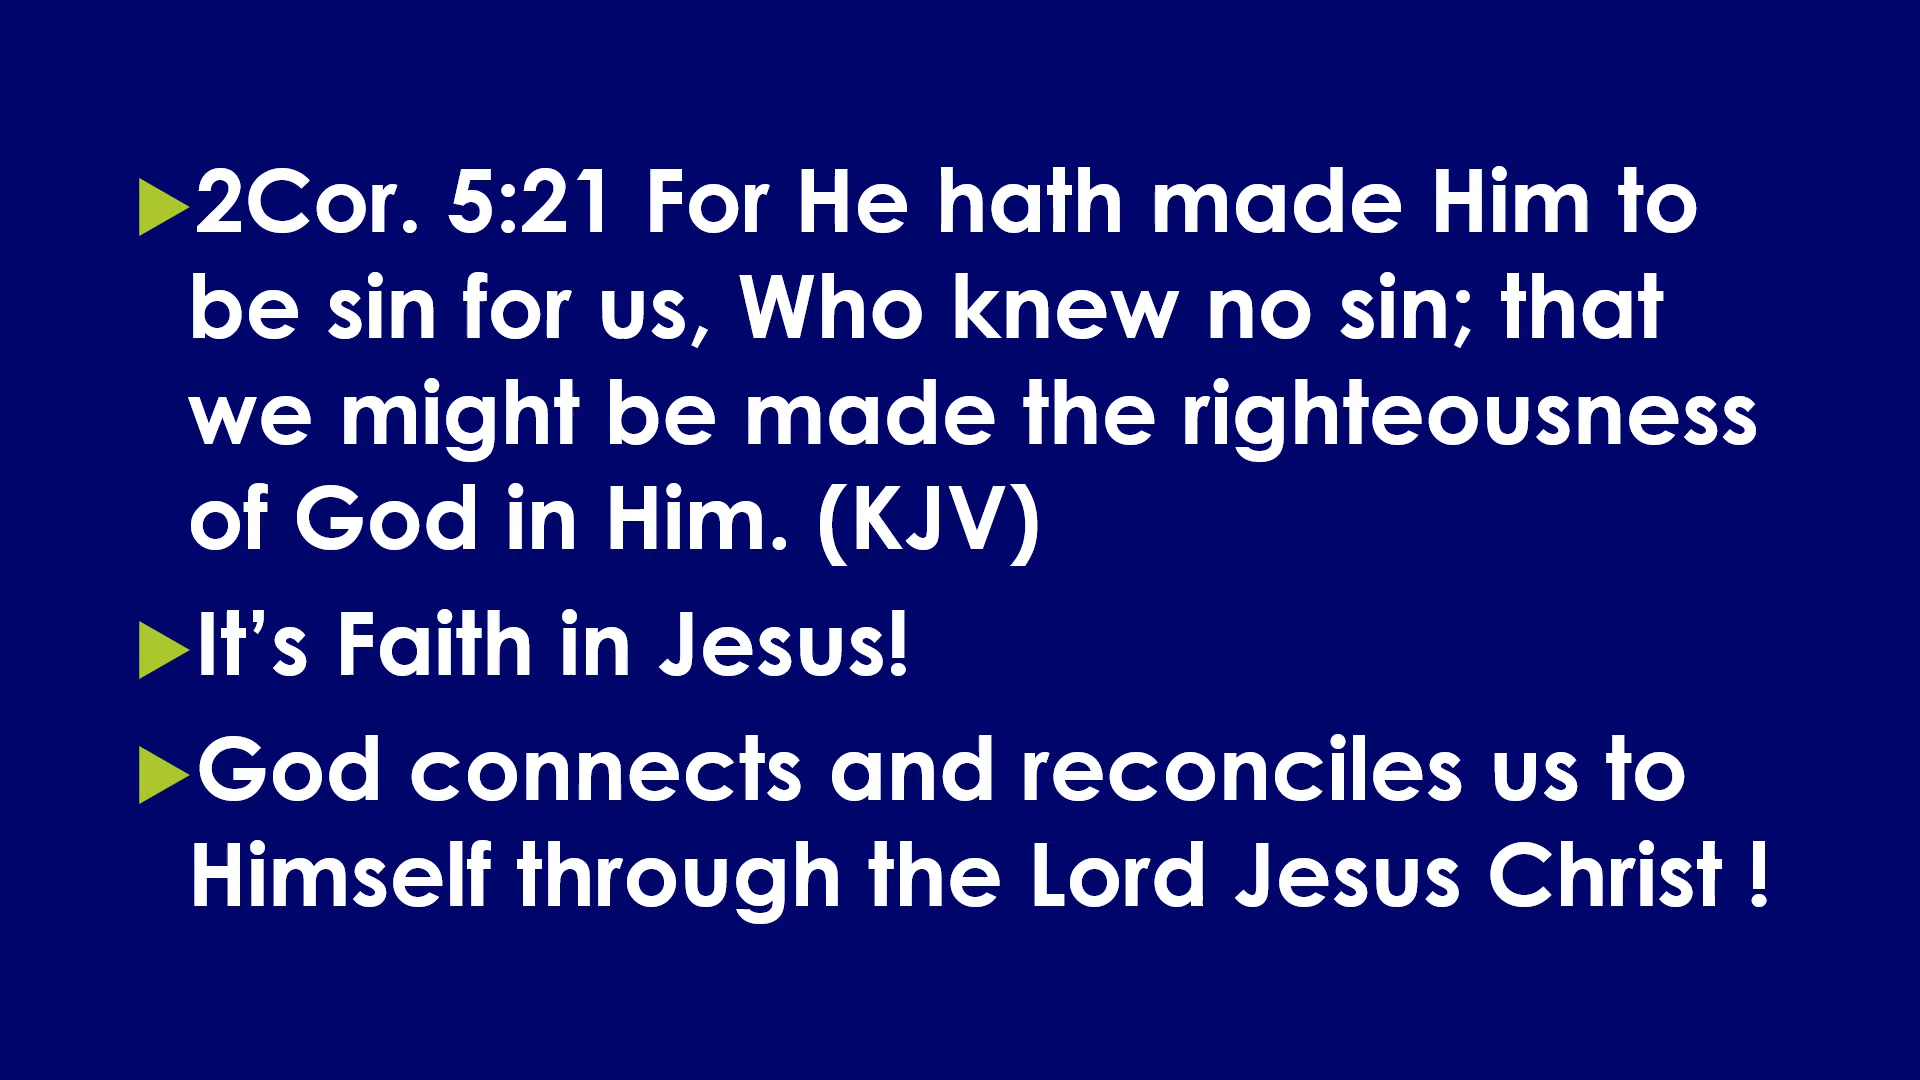 2Cor. 5:21 For He hath made Him to
be sin for us, Who knew no sin; that
we might be made the righteousness
of God in Him. (KJV)
It’s Faith in Jesus!
God connects and reconciles us to
Himself through the Lord Jesus Christ !